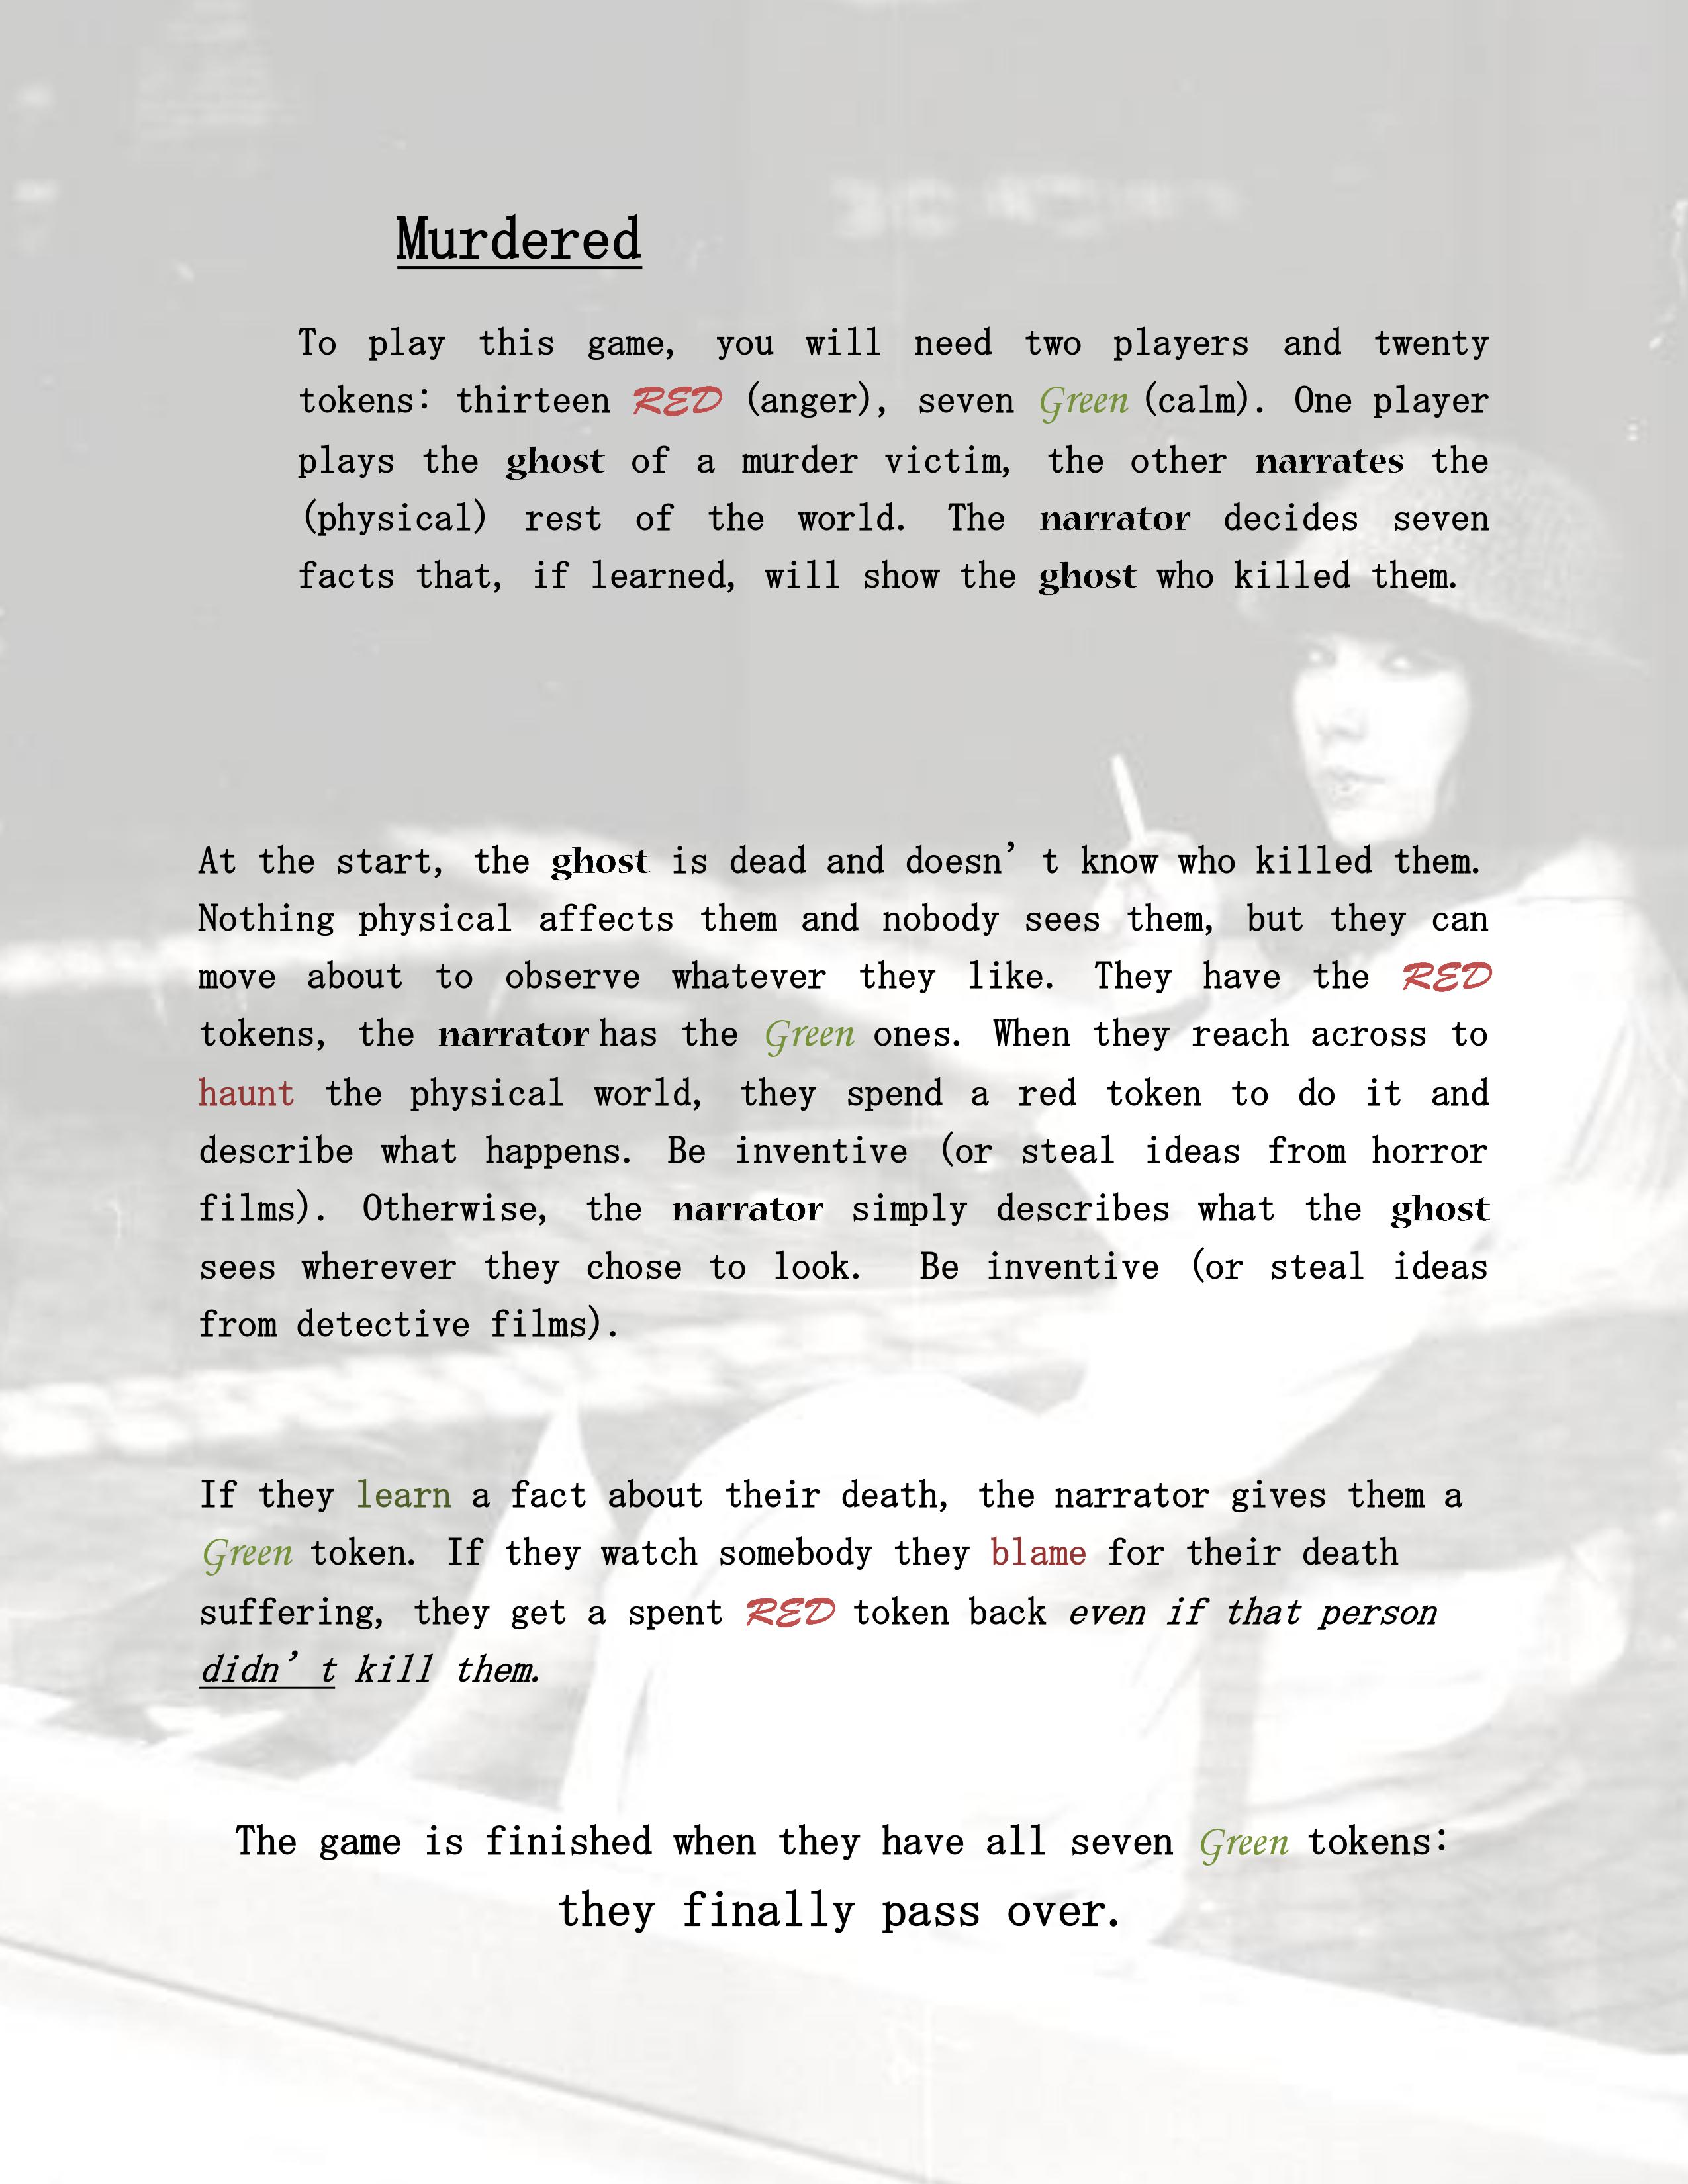 Murdered
To play this game, you will need two players and twenty
tokens: thirteen RED (anger), seven Green (calm). One player
plays the ghost of a murder victim, the other narrates the
(physical) rest of the world. The narrator decides seven
facts that, if learned, will show the ghost who killed them.
At the start, the ghost is dead and doesn’t know who killed them.
Nothing physical affects them and nobody sees them, but they can
move about to observe whatever they like. They have the RED
tokens, the narrator has the Green ones. When they reach across to
haunt the physical world, they spend a red token to do it and
describe what happens. Be inventive (or steal ideas from horror
films). Otherwise, the narrator simply describes what the ghost
sees wherever they chose to look. Be inventive (or steal ideas
from detective films).
If they learn a fact about their death, the narrator gives them a
Green token. If they watch somebody they blame for their death
suffering, they get a spent RED token back even if that person
didn’t kill them.
The game is finished when they have all seven Green tokens:
they finally pass over.